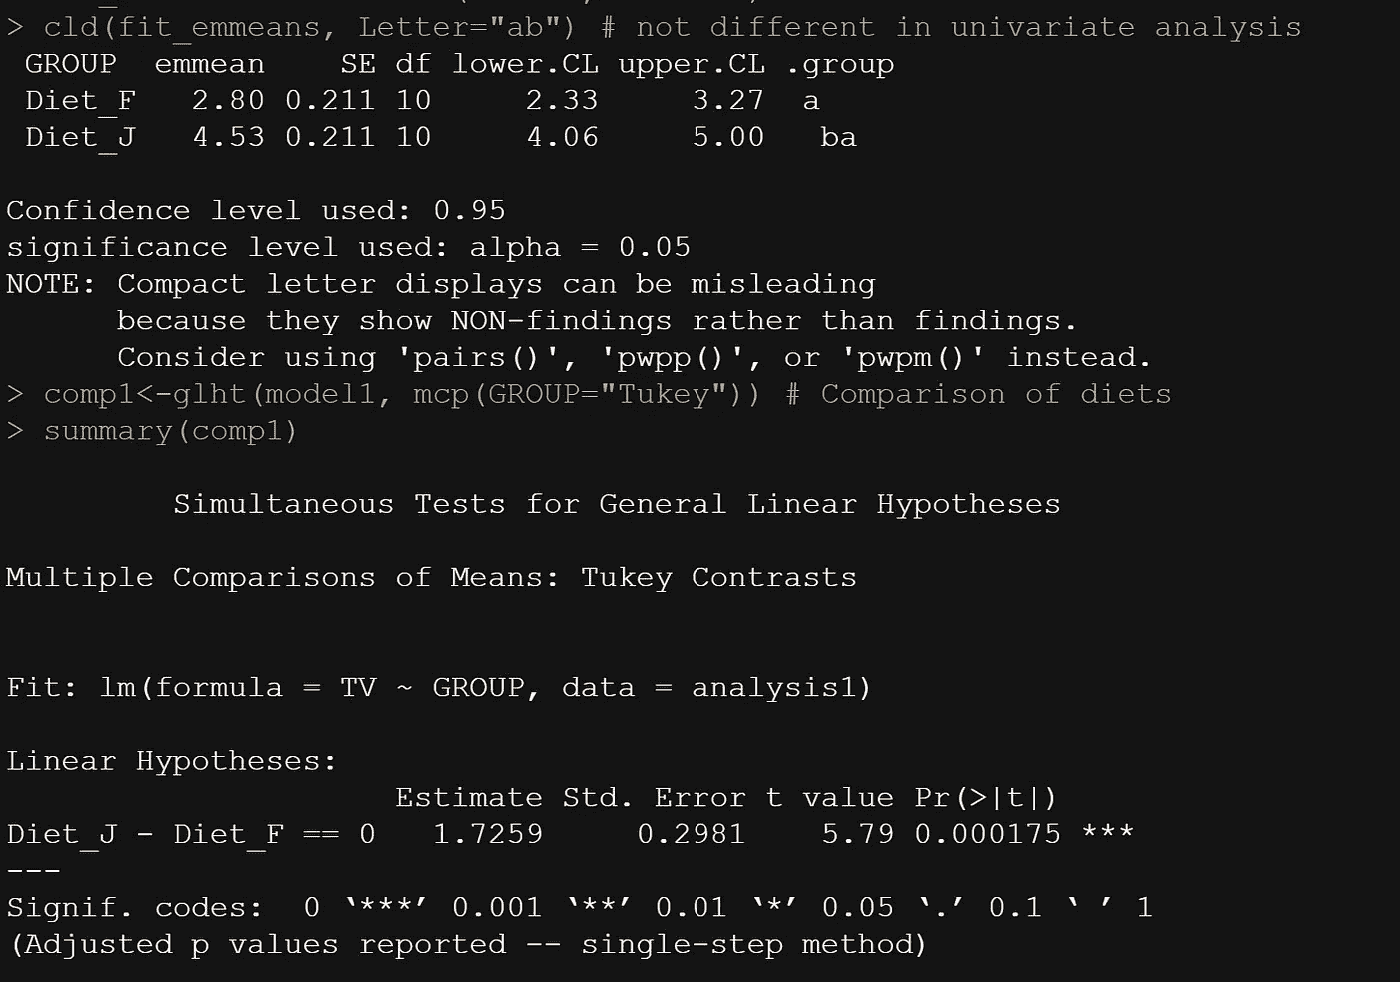 > cld(fit_emmeans, Letter="ab") # not different in univariate analysis
 GROUP  emmean    SE df lower.CL upper.CL .group
 Diet_F   2.80 0.211 10     2.33     3.27  a
 Diet_J   4.53 0.211 10     4.06     5.00   ba

Confidence level used: 0.95
significance level used: alpha = 0.05
NOTE: Compact letter displays can be misleading
      because they show NON-findings rather than findings.
      Consider using 'pairs()', 'pwpp()', or 'pwpm()' instead.
> comp1<-glht(model1, mcp(GROUP="Tukey")) # Comparison of diets
> summary(comp1)

         Simultaneous Tests for General Linear Hypotheses

Multiple Comparisons of Means: Tukey Contrasts


Fit: lm(formula = TV ~ GROUP, data = analysis1)

Linear Hypotheses:
                     Estimate Std. Error t value Pr(>|t|)
Diet_J - Diet_F == 0   1.7259     0.2981    5.79 0.000175 ***
---
Signif. codes:  0 ‘***’ 0.001 ‘**’ 0.01 ‘*’ 0.05 ‘.’ 0.1 ‘ ’ 1
(Adjusted p values reported -- single-step method)